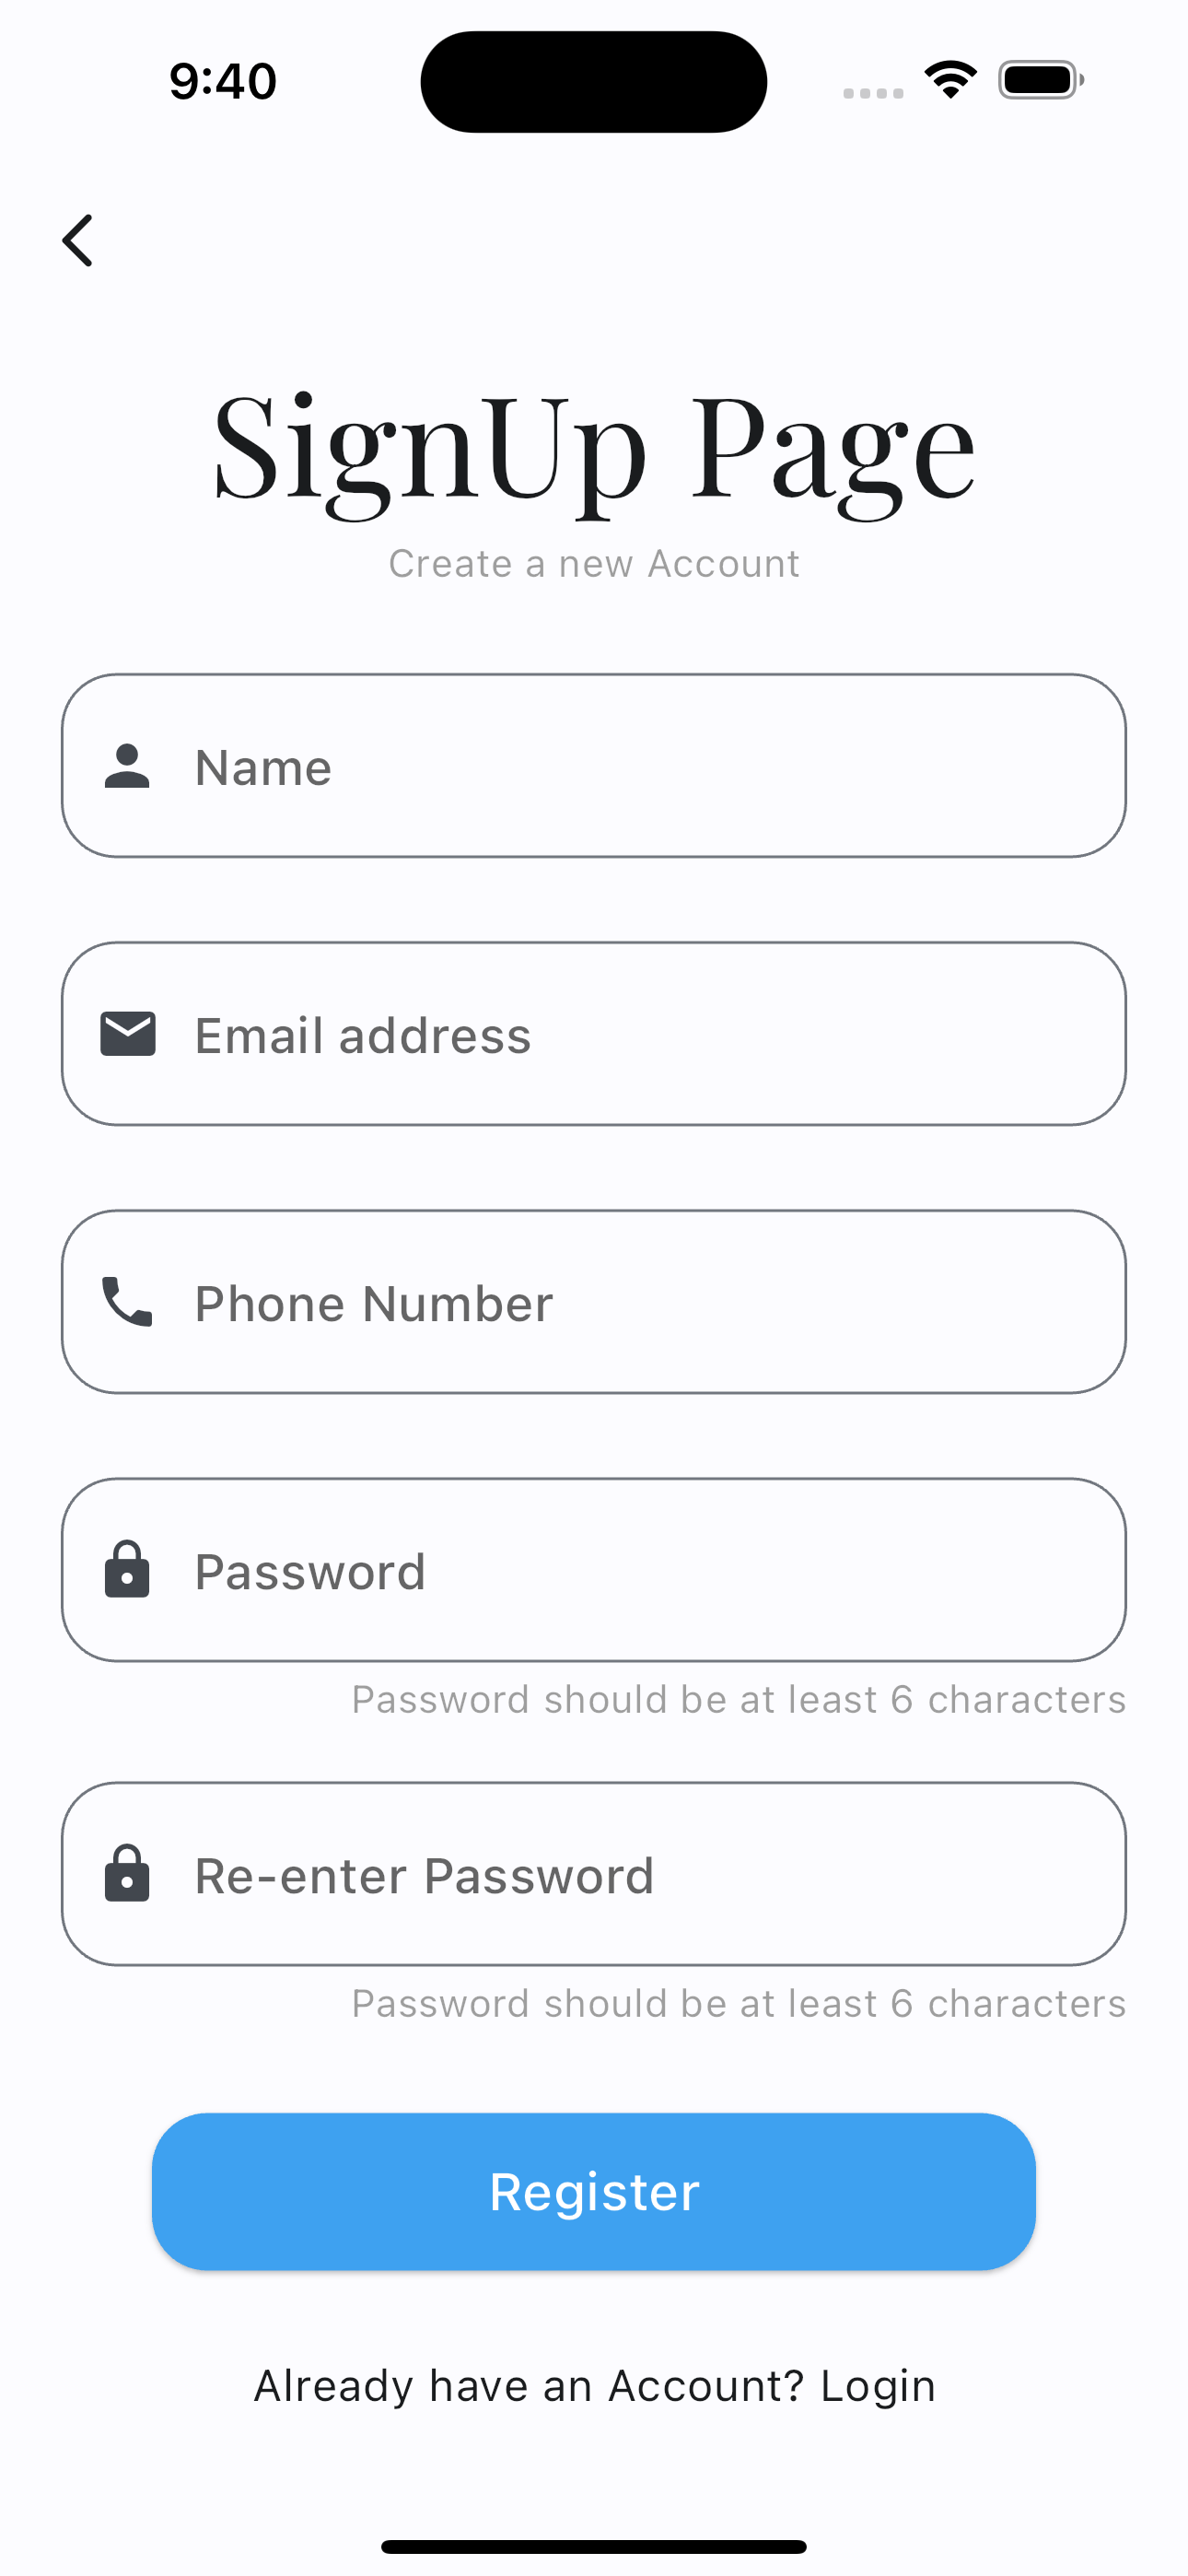 9:40
SignUp Page
Create a new Account
Name
Email address
Phone Number
Password
Password should be at least 6 characters
Re-enter Password
Password should be at least 6 characters
Register
Already have an Account? Login